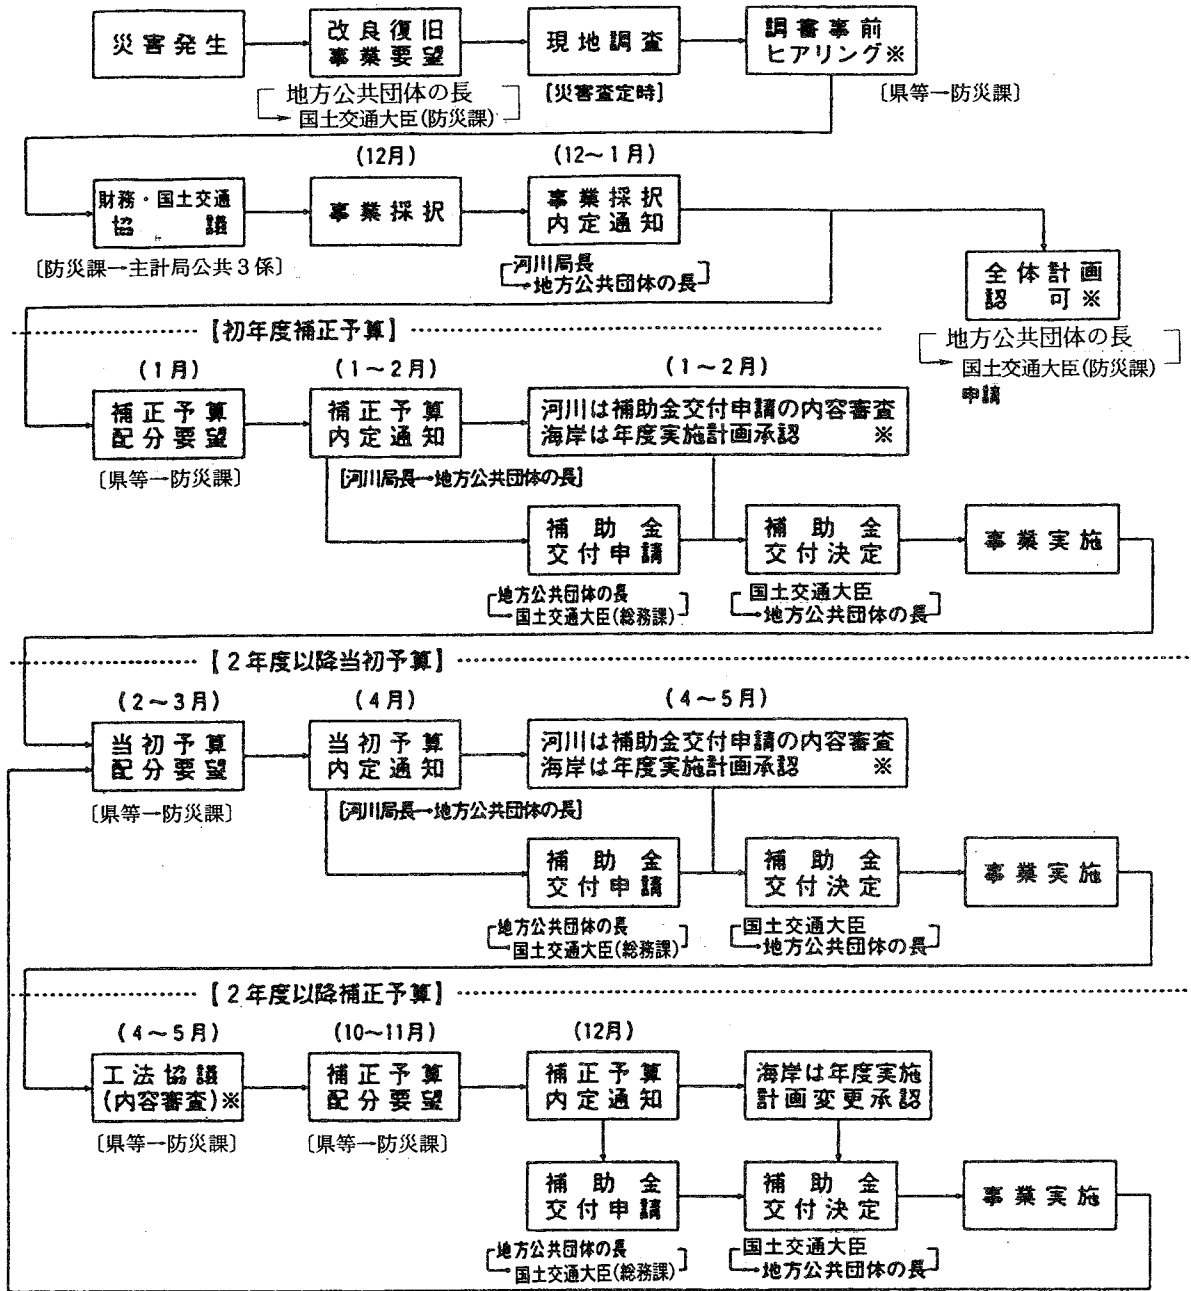 災害発生
改良復旧
事業要望
現地調査
調書事前
ヒアリング※
地方公共団体の長
国土交通大臣(防災課)
[災害査定時]
〔県等―防災課〕
(12月)
(12～1月)
財務・国土交通
協議
事業採択
事業採択
内定通知
〔防災課―主計局公共3係〕
河川局長
地方公共団体の長
全体計画
認可※
地方公共団体の長
国土交通大臣(防災課)
申請
【初年度補正予算】
(1月)
(1～2月)
(1～2月)
補正予算
配分要望
補正予算
内定通知
河川は補助金交付申請の内容審査
海岸は年度実施計画承認 ※
〔県等―防災課〕
[河川局長→地方公共団体の長]
補助金
交付申請
補助金
交付決定
事業実施
地方公共団体の長
国土交通大臣(総務課)
国土交通大臣
地方公共団体の長
【2年度以降当初予算】
(2～3月)
(4月)
(4～5月)
当初予算
配分要望
当初予算
内定通知
河川は補助金交付申請の内容審査
海岸は年度実施計画承認 ※
〔県等―防災課〕
[河川局長→地方公共団体の長]
補助金
交付申請
補助金
交付決定
事業実施
地方公共団体の長
国土交通大臣(総務課)
国土交通大臣
地方公共団体の長
【2年度以降補正予算】
(4～5月)
(10～11月)
(12月)
工法協議
(内容審査)※
補正予算
配分要望
補正予算
内定通知
海岸は年度実施
計画変更承認
〔県等―防災課〕
〔県等―防災課〕
補助金
交付申請
補助金
交付決定
事業実施
地方公共団体の長
国土交通大臣(総務課)
国土交通大臣
地方公共団体の長